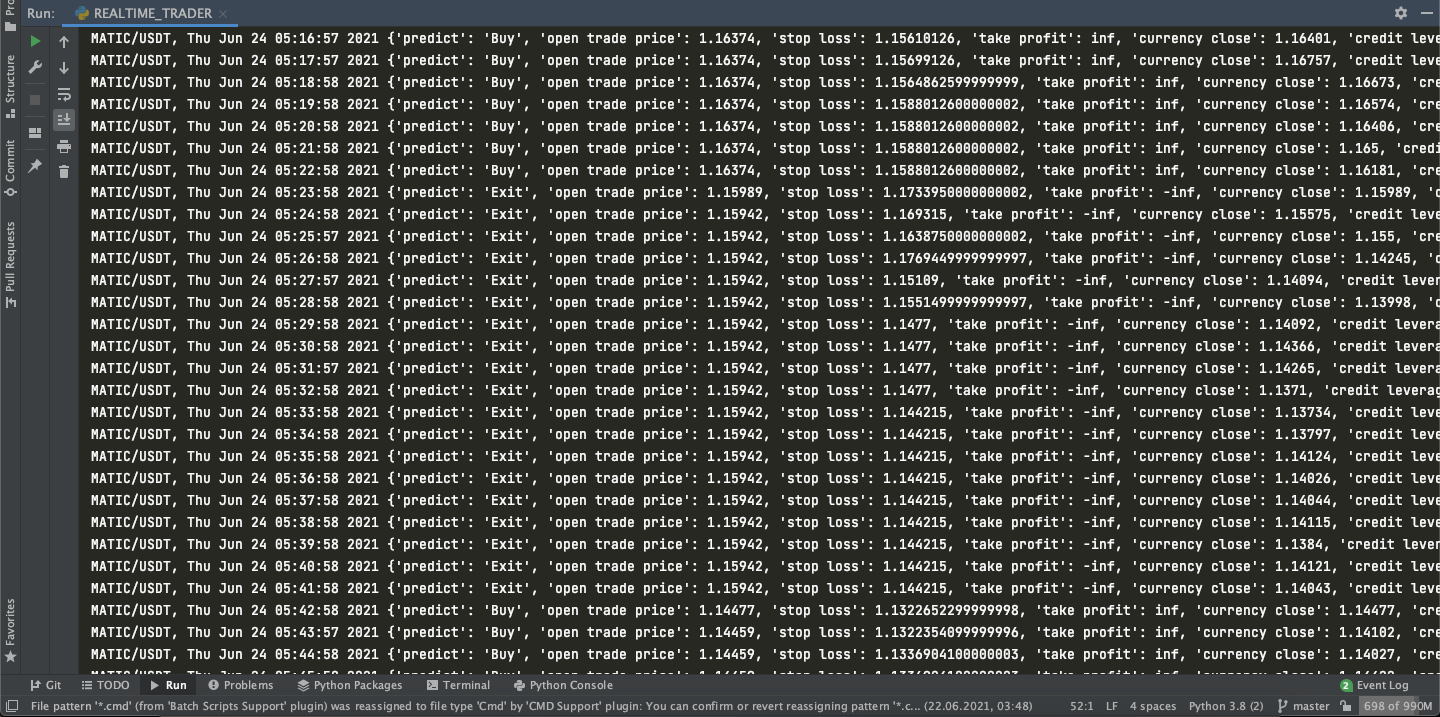 Run: REALTIME_TRADER
MATIC/USDT, Thu Jun 24 05:16:57 2021 {'predict': 'Buy', 'open trade price': 1.16374, 'stop loss': 1.15610126, 'take profit': inf, 'currency close': 1.16401, 'credit leve
MATIC/USDT, Thu Jun 24 05:17:57 2021 {'predict': 'Buy', 'open trade price': 1.16374, 'stop loss': 1.15699126, 'take profit': inf, 'currency close': 1.16757, 'credit leve
MATIC/USDT, Thu Jun 24 05:18:58 2021 {'predict': 'Buy', 'open trade price': 1.16374, 'stop loss': 1.1564862599999999, 'take profit': inf, 'currency close': 1.16673, 'cre
MATIC/USDT, Thu Jun 24 05:19:58 2021 {'predict': 'Buy', 'open trade price': 1.16374, 'stop loss': 1.1588012600000002, 'take profit': inf, 'currency close': 1.16574, 'cre
MATIC/USDT, Thu Jun 24 05:20:58 2021 {'predict': 'Buy', 'open trade price': 1.16374, 'stop loss': 1.1588012600000002, 'take profit': inf, 'currency close': 1.16406, 'cre
MATIC/USDT, Thu Jun 24 05:21:58 2021 {'predict': 'Buy', 'open trade price': 1.16374, 'stop loss': 1.1588012600000002, 'take profit': inf, 'currency close': 1.165, 'credi
MATIC/USDT, Thu Jun 24 05:22:58 2021 {'predict': 'Buy', 'open trade price': 1.16374, 'stop loss': 1.1588012600000002, 'take profit': inf, 'currency close': 1.16181, 'cre
MATIC/USDT, Thu Jun 24 05:23:58 2021 {'predict': 'Exit', 'open trade price': 1.15989, 'stop loss': 1.1733950000000002, 'take profit': -inf, 'currency close': 1.15989, 'c
MATIC/USDT, Thu Jun 24 05:24:58 2021 {'predict': 'Exit', 'open trade price': 1.15942, 'stop loss': 1.169315, 'take profit': -inf, 'currency close': 1.15575, 'credit leve
MATIC/USDT, Thu Jun 24 05:25:57 2021 {'predict': 'Exit', 'open trade price': 1.15942, 'stop loss': 1.1638750000000002, 'take profit': -inf, 'currency close': 1.155, 'cre
MATIC/USDT, Thu Jun 24 05:26:58 2021 {'predict': 'Exit', 'open trade price': 1.15942, 'stop loss': 1.1769449999999997, 'take profit': -inf, 'currency close': 1.14245, 'c
MATIC/USDT, Thu Jun 24 05:27:57 2021 {'predict': 'Exit', 'open trade price': 1.15942, 'stop loss': 1.15109, 'take profit': -inf, 'currency close': 1.14094, 'credit lever
MATIC/USDT, Thu Jun 24 05:28:58 2021 {'predict': 'Exit', 'open trade price': 1.15942, 'stop loss': 1.1551499999999997, 'take profit': -inf, 'currency close': 1.13998, 'c
MATIC/USDT, Thu Jun 24 05:29:58 2021 {'predict': 'Exit', 'open trade price': 1.15942, 'stop loss': 1.1477, 'take profit': -inf, 'currency close': 1.14092, 'credit levera
MATIC/USDT, Thu Jun 24 05:30:58 2021 {'predict': 'Exit', 'open trade price': 1.15942, 'stop loss': 1.1477, 'take profit': -inf, 'currency close': 1.14366, 'credit levera
MATIC/USDT, Thu Jun 24 05:31:57 2021 {'predict': 'Exit', 'open trade price': 1.15942, 'stop loss': 1.1477, 'take profit': -inf, 'currency close': 1.14265, 'credit levera
MATIC/USDT, Thu Jun 24 05:32:58 2021 {'predict': 'Exit', 'open trade price': 1.15942, 'stop loss': 1.1477, 'take profit': -inf, 'currency close': 1.1371, 'credit leverag
MATIC/USDT, Thu Jun 24 05:33:58 2021 {'predict': 'Exit', 'open trade price': 1.15942, 'stop loss': 1.144215, 'take profit': -inf, 'currency close': 1.13734, 'credit leve
MATIC/USDT, Thu Jun 24 05:34:58 2021 {'predict': 'Exit', 'open trade price': 1.15942, 'stop loss': 1.144215, 'take profit': -inf, 'currency close': 1.13797, 'credit leve
MATIC/USDT, Thu Jun 24 05:35:58 2021 {'predict': 'Exit', 'open trade price': 1.15942, 'stop loss': 1.144215, 'take profit': -inf, 'currency close': 1.14124, 'credit leve
MATIC/USDT, Thu Jun 24 05:36:58 2021 {'predict': 'Exit', 'open trade price': 1.15942, 'stop loss': 1.144215, 'take profit': -inf, 'currency close': 1.14026, 'credit leve
MATIC/USDT, Thu Jun 24 05:37:58 2021 {'predict': 'Exit', 'open trade price': 1.15942, 'stop loss': 1.144215, 'take profit': -inf, 'currency close': 1.14044, 'credit leve
MATIC/USDT, Thu Jun 24 05:38:58 2021 {'predict': 'Exit', 'open trade price': 1.15942, 'stop loss': 1.144215, 'take profit': -inf, 'currency close': 1.14115, 'credit leve
MATIC/USDT, Thu Jun 24 05:39:58 2021 {'predict': 'Exit', 'open trade price': 1.15942, 'stop loss': 1.144215, 'take profit': -inf, 'currency close': 1.1384, 'credit lever
MATIC/USDT, Thu Jun 24 05:40:58 2021 {'predict': 'Exit', 'open trade price': 1.15942, 'stop loss': 1.144215, 'take profit': -inf, 'currency close': 1.14121, 'credit leve
MATIC/USDT, Thu Jun 24 05:41:58 2021 {'predict': 'Exit', 'open trade price': 1.15942, 'stop loss': 1.144215, 'take profit': -inf, 'currency close': 1.14043, 'credit leve
MATIC/USDT, Thu Jun 24 05:42:58 2021 {'predict': 'Buy', 'open trade price': 1.14477, 'stop loss': 1.1322652299999998, 'take profit': inf, 'currency close': 1.14477, 'cre
MATIC/USDT, Thu Jun 24 05:43:57 2021 {'predict': 'Buy', 'open trade price': 1.14459, 'stop loss': 1.1322354099999996, 'take profit': inf, 'currency close': 1.14102, 'cre
MATIC/USDT, Thu Jun 24 05:44:58 2021 {'predict': 'Buy', 'open trade price': 1.14459, 'stop loss': 1.1336904100000003, 'take profit': inf, 'currency close': 1.14027, 'cre
Structure
Commit
Pull Requests
Favorites
Git TODO Run Problems Python Packages Terminal Python Console 2 Event Log
File pattern '*.cmd' (from 'Batch Scripts Support' plugin) was reassigned to file type 'Cmd' by 'CMD Support' plugin: You can confirm or revert reassigning pattern '*.c... (22.06.2021, 03:48) 52:1 LF 4 spaces Python 3.8 (2) master 698 of 990M